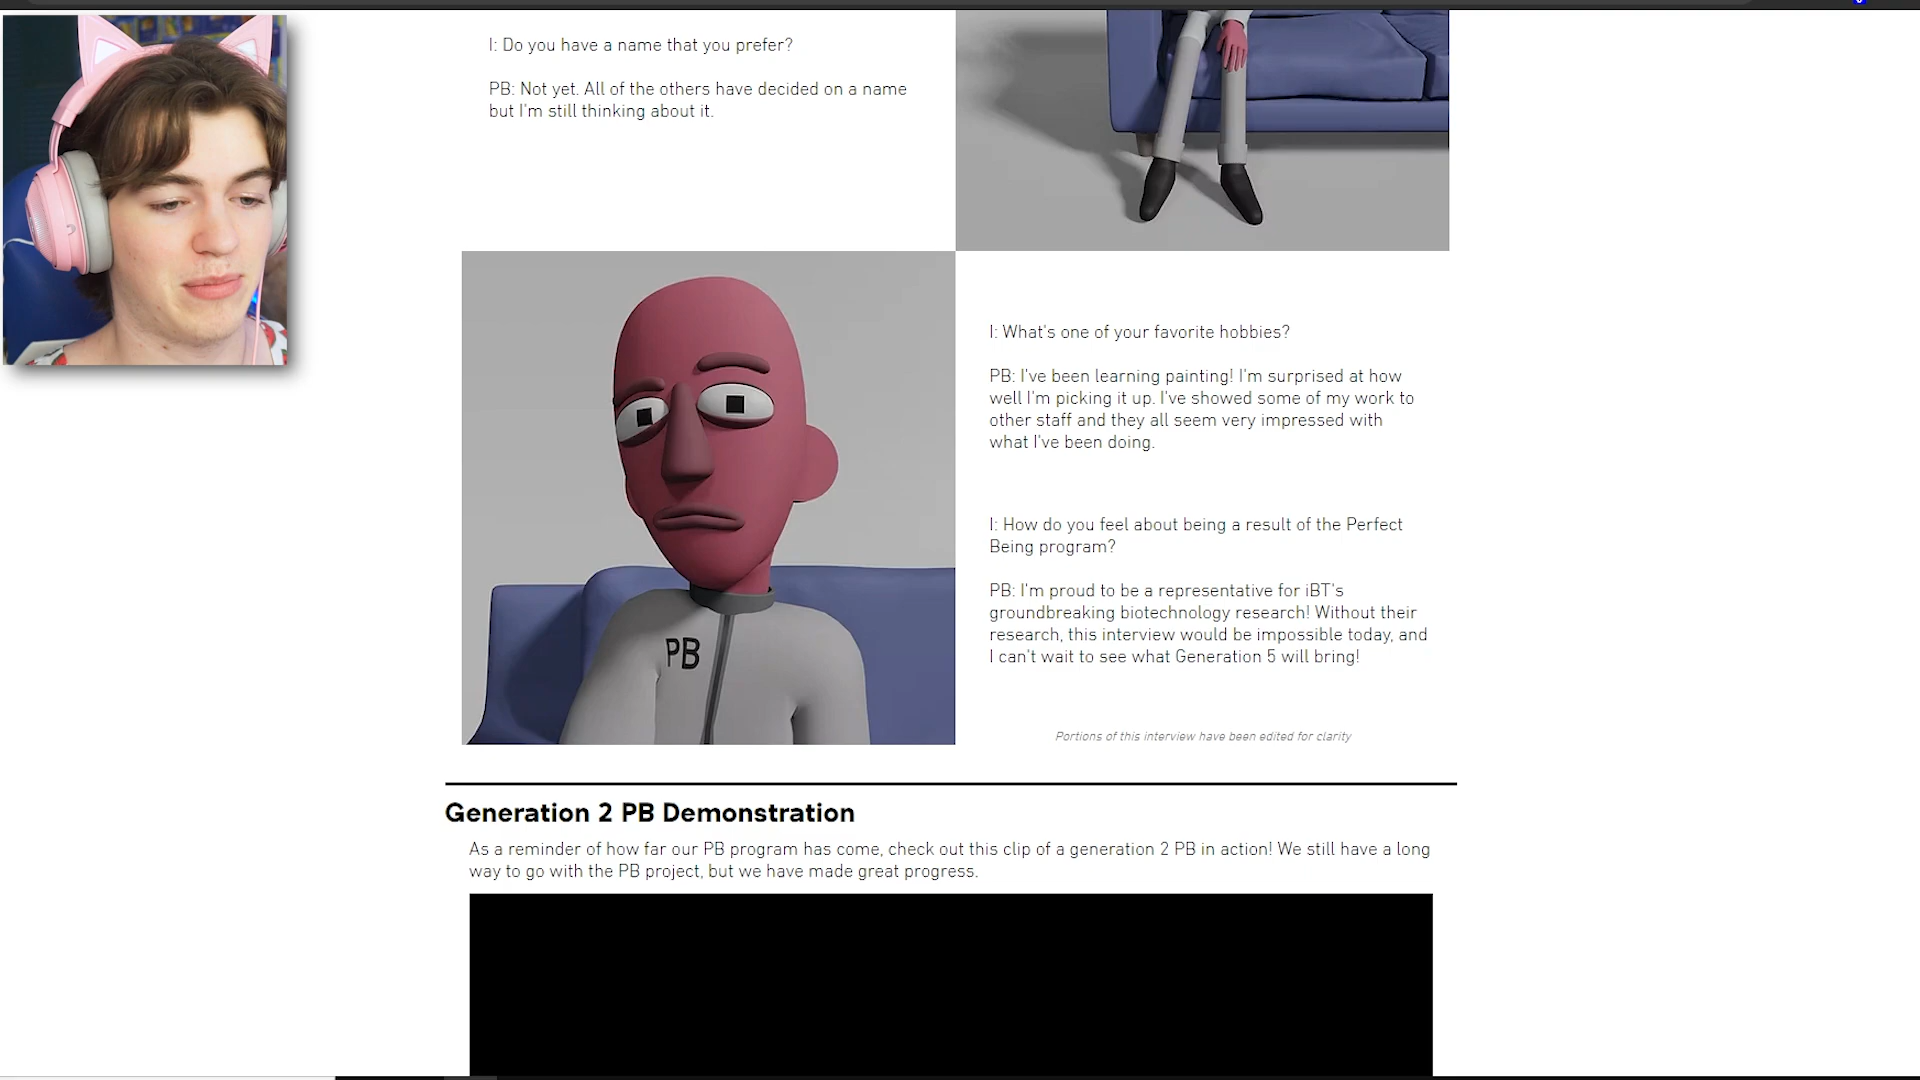 I: Do you have a name that you prefer?
PB: Not yet. All of the others have decided on a name
but I'm still thinking about it.
I: What's one of your favorite hobbies?
PB: I've been learning painting! I'm surprised at how
well I'm picking it up. I've showed some of my work to
other staff and they all seem very impressed with
what I've been doing.
I: How do you feel about being a result of the Perfect
Being program?
PB: I'm proud to be a representative for iBT's
groundbreaking biotechnology research! Without their
research, this interview would be impossible today, and
I can't wait to see what Generation 5 will bring!
PB
Portions of this interview have been edited for clarity
Generation 2 PB Demonstration
As a reminder of how far our PB program has come, check out this clip of a generation 2 PB in action! We still have a long
way to go with the PB project, but we have made great progress.